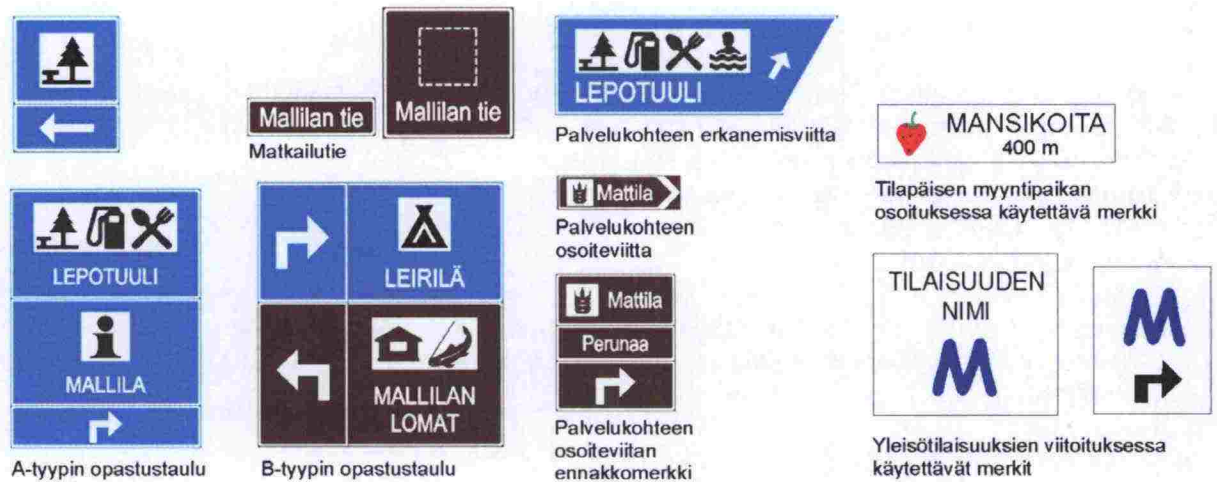 Mallilan tie
Mallilan tie
Matkailutie
LEPOTUULI
Palvelukohteen erkanemisviitta
MANSIKOITA
400 m
Tilapäisen myyntipaikan
osoituksessa käytettävä merkki
LEPOTUULI
MALLILA
A-tyypin opastustaulu
LEIRILÄ
MALLILAN
LOMAT
B-tyypin opastustaulu
Mattila
Palvelukohteen
osoiteviitta
Mattila
Perunaa
Palvelukohteen
osoiteviitan
ennakkomerkki
TILAISUUDEN
NIMI
M
M
Yleisötilaisuuksien viitoituksessa
käytettävät merkit